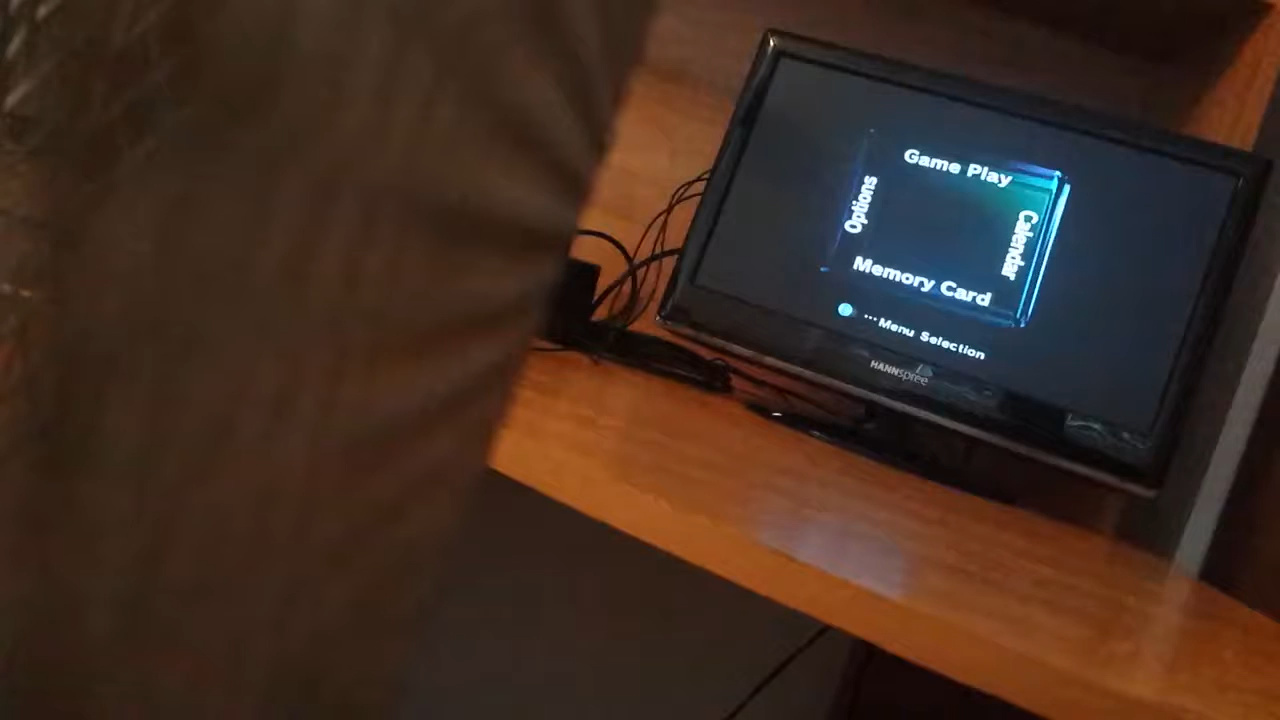 Game Play
Options
Calendar
Memory Card
...Menu Selection
HANNspree